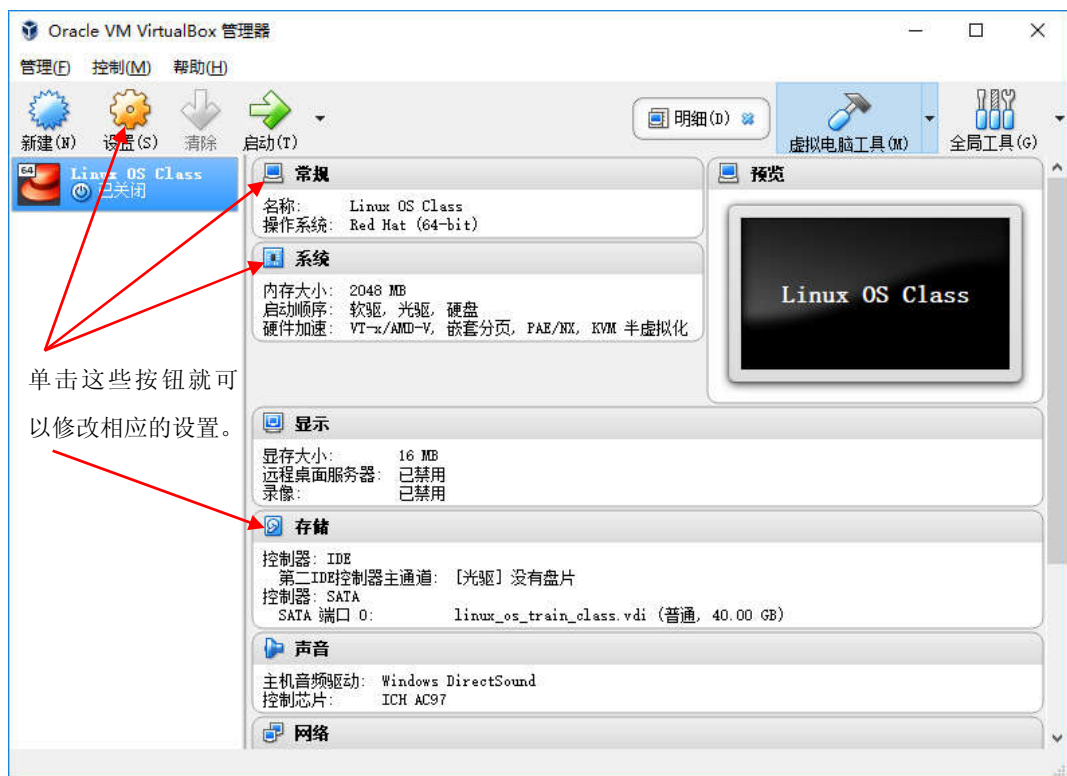 Oracle VM VirtualBox 管理器
管理(F) 控制(M) 帮助(H)
新建(N) 设置(S) 清除 启动(T) 明细(D) 虚拟电脑工具(M) 全局工具(G)
64 Linux OS Class
已关闭
常规
名称: Linux OS Class
操作系统: Red Hat (64-bit)
预览
Linux OS Class
系统
内存大小: 2048 MB
启动顺序: 软驱, 光驱, 硬盘
硬件加速: VT-x/AMD-V, 嵌套分页, PAE/NX, KVM 半虚拟化
单击这些按钮就可
以修改相应的设置。
显示
显存大小: 16 MB
远程桌面服务器: 已禁用
录像: 已禁用
存储
控制器: IDE
第二IDE控制器主通道: [光驱] 没有盘片
控制器: SATA
SATA 端口 0: linux_os_train_class.vdi (普通, 40.00 GB)
声音
主机音频驱动: Windows DirectSound
控制芯片: ICH AC97
网络